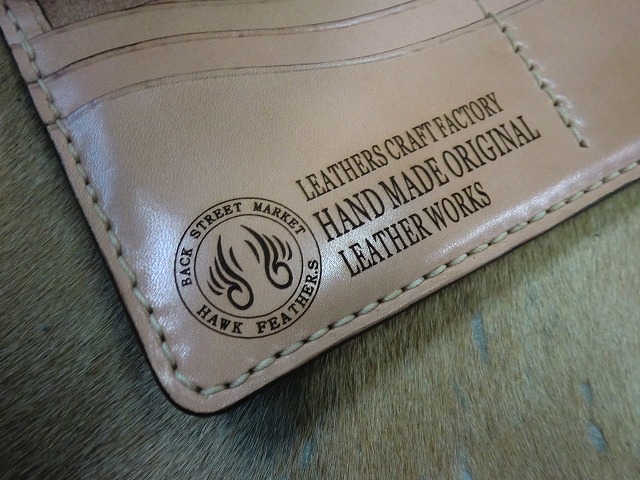 BACK STREET MARKET
HAWK FEATHER.S
LEATHERS CRAFT FACTORY
HAND MADE ORIGINAL
LEATHER WORKS